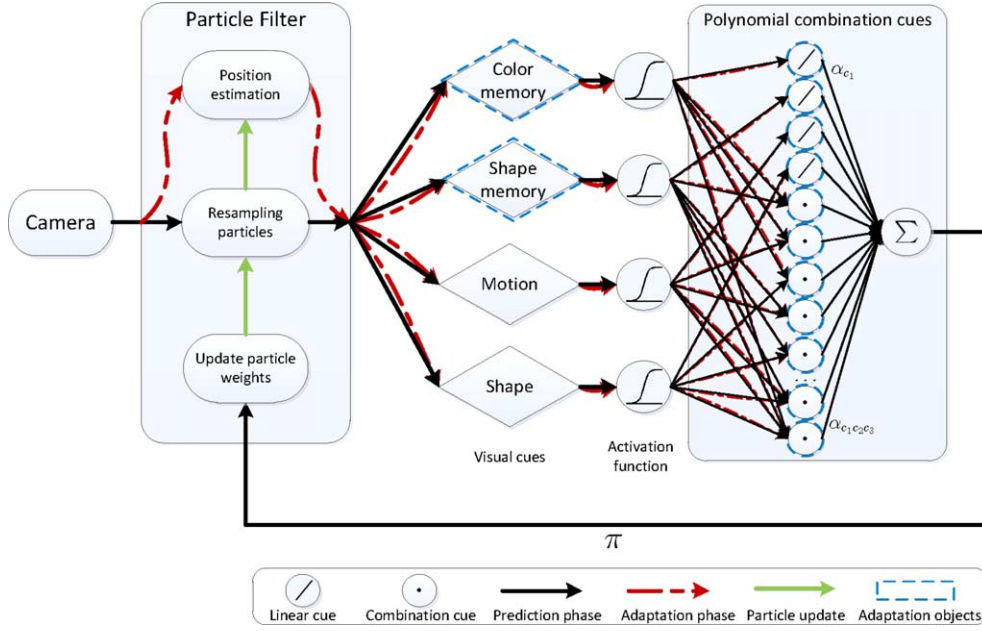 Particle Filter
Polynomial combination cues
Position
estimation
Color
memory
α_{c_1}
Shape
memory
Camera
Resampling
particles
Σ
Motion
Update particle
weights
Shape
...
α_{c_1c_2c_3}
Visual cues
Activation
function
π
Linear cue
Combination cue
Prediction phase
Adaptation phase
Particle update
Adaptation objects